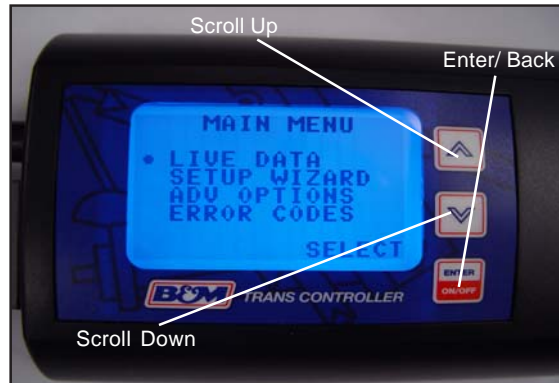 Scroll Up
Enter/ Back
MAIN MENU
LIVE DATA
SETUP WIZARD
ADV OPTIONS
ERROR CODES
SELECT
ENTER
ON/OFF
B&M TRANS CONTROLLER
Scroll Down